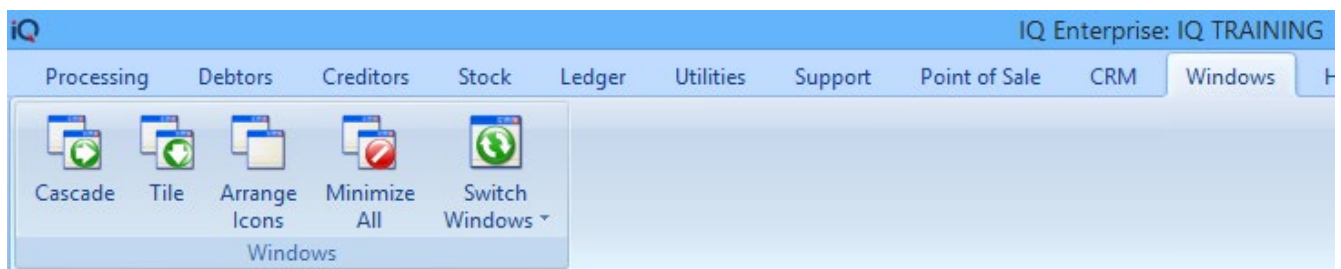 iQ IQ Enterprise: IQ TRAINING
Processing Debtors Creditors Stock Ledger Utilities Support Point of Sale CRM Windows H
Cascade Tile Arrange Minimize Switch
Icons All Windows
Windows